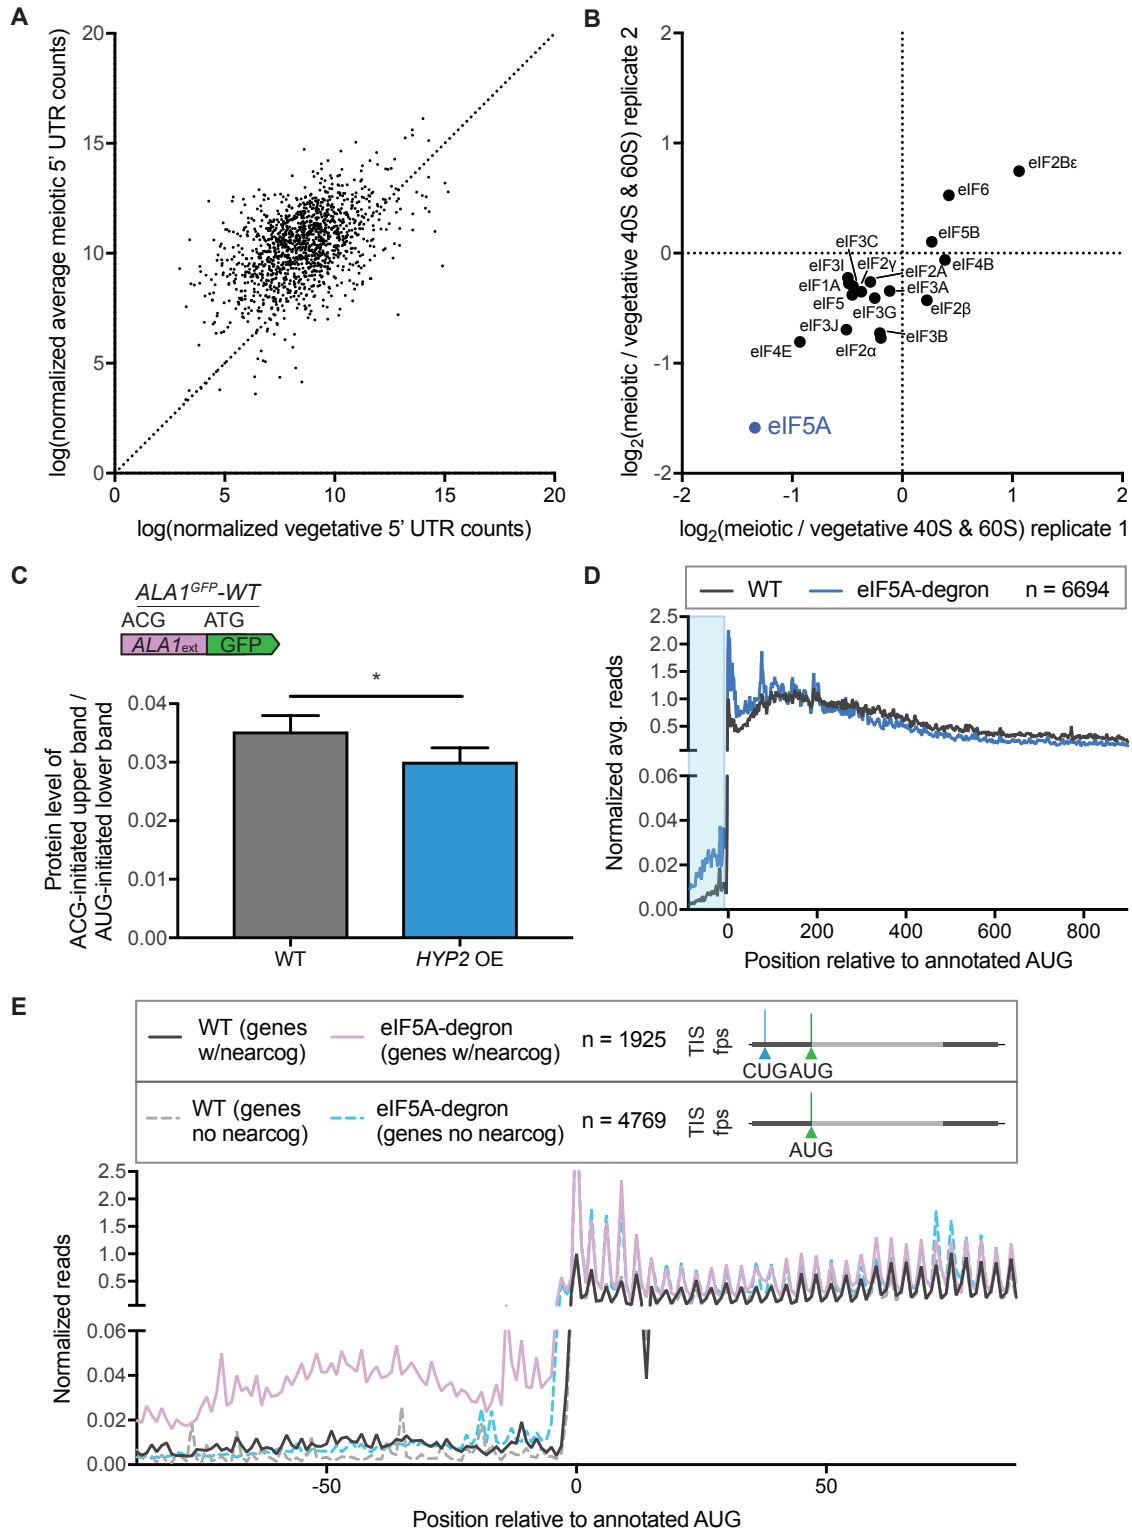 A
log(normalized average meiotic 5' UTR counts)
20
15
10
5
0
0 5 10 15 20
log(normalized vegetative 5' UTR counts)
B
log2(meiotic / vegetative 40S & 60S) replicate 2
2
1
0
-1
-2
eIF2Bε
eIF6
eIF5B
eIF4B
eIF3C
eIF3I
eIF2γ
eIF2A
eIF1A
eIF3A
eIF5
eIF3G
eIF2β
eIF3J
eIF3B
eIF4E
eIF2α
eIF5A
-2 -1 0 1 2
log2(meiotic / vegetative 40S & 60S) replicate 1
C
ALA1GFP-WT
ACG ATG
ALA1ext GFP
*
Protein level of
ACG-initiated upper band /
AUG-initiated lower band
0.04
0.03
0.02
0.01
0.00
WT HYP2 OE
D
WT eIF5A-degron n = 6694
Normalized avg. reads
2.5
2.0
1.5
1.0
0.5
0.06
0.04
0.02
0.00
0 200 400 600 800
Position relative to annotated AUG
E
WT (genes
w/nearcog)
eIF5A-degron
(genes w/nearcog)
n = 1925
TIS
fps
CUG AUG
WT (genes
no nearcog)
eIF5A-degron
(genes no nearcog)
n = 4769
TIS
fps
AUG
Normalized reads
2.5
2.0
1.5
1.0
0.5
0.06
0.04
0.02
0.00
-50 0 50
Position relative to annotated AUG